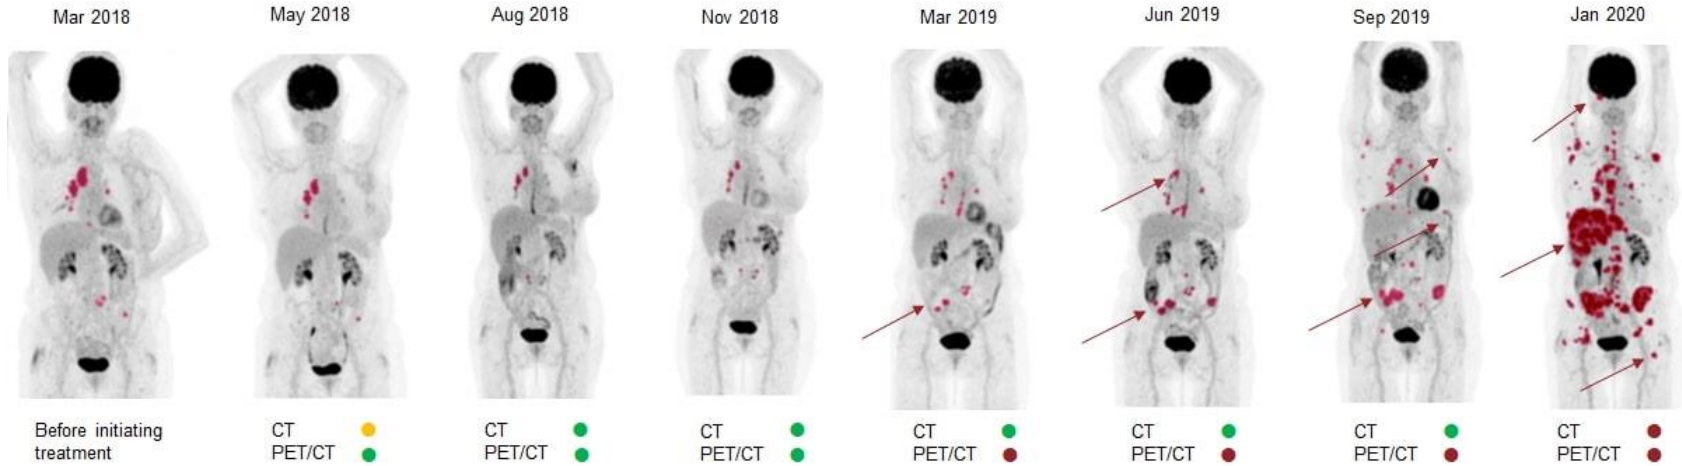 Mar 2018
May 2018
Aug 2018
Nov 2018
Mar 2019
Jun 2019
Sep 2019
Jan 2020
Before initiating
treatment
CT
PET/CT
CT
PET/CT
CT
PET/CT
CT
PET/CT
CT
PET/CT
CT
PET/CT
CT
PET/CT